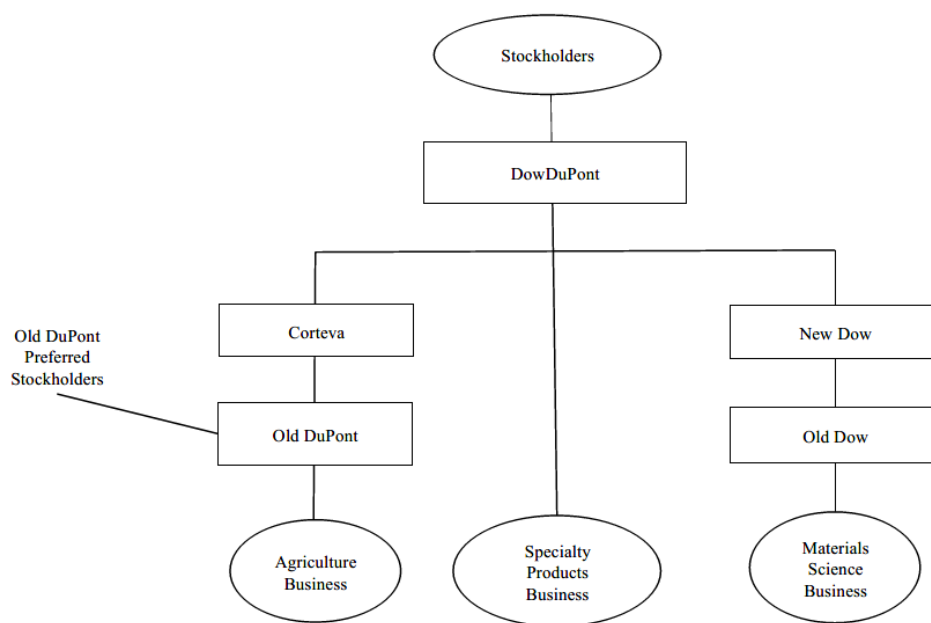 Stockholders
DowDuPont
Corteva
New Dow
Old DuPont
Preferred
Stockholders
Old DuPont
Old Dow
Agriculture
Business
Specialty
Products
Business
Materials
Science
Business